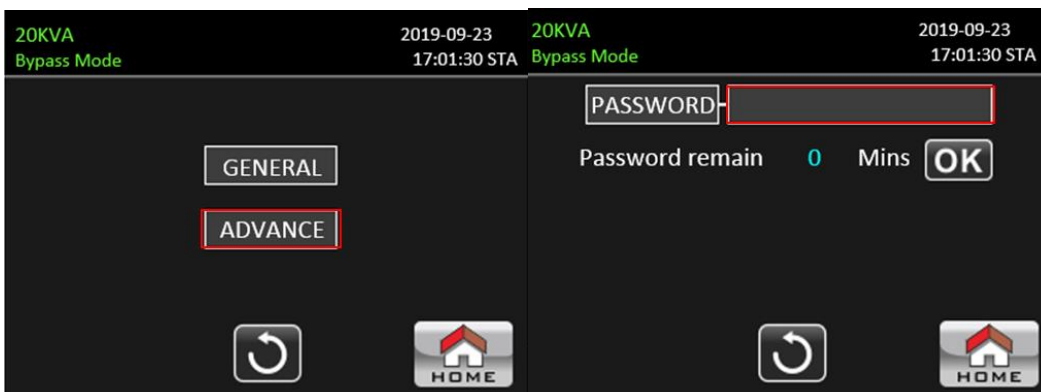 20KVA
2019-09-23
Bypass Mode
17:01:30 STA
GENERAL
ADVANCE
HOME
20KVA
2019-09-23
Bypass Mode
17:01:30 STA
PASSWORD
Password remain 0 Mins OK
HOME